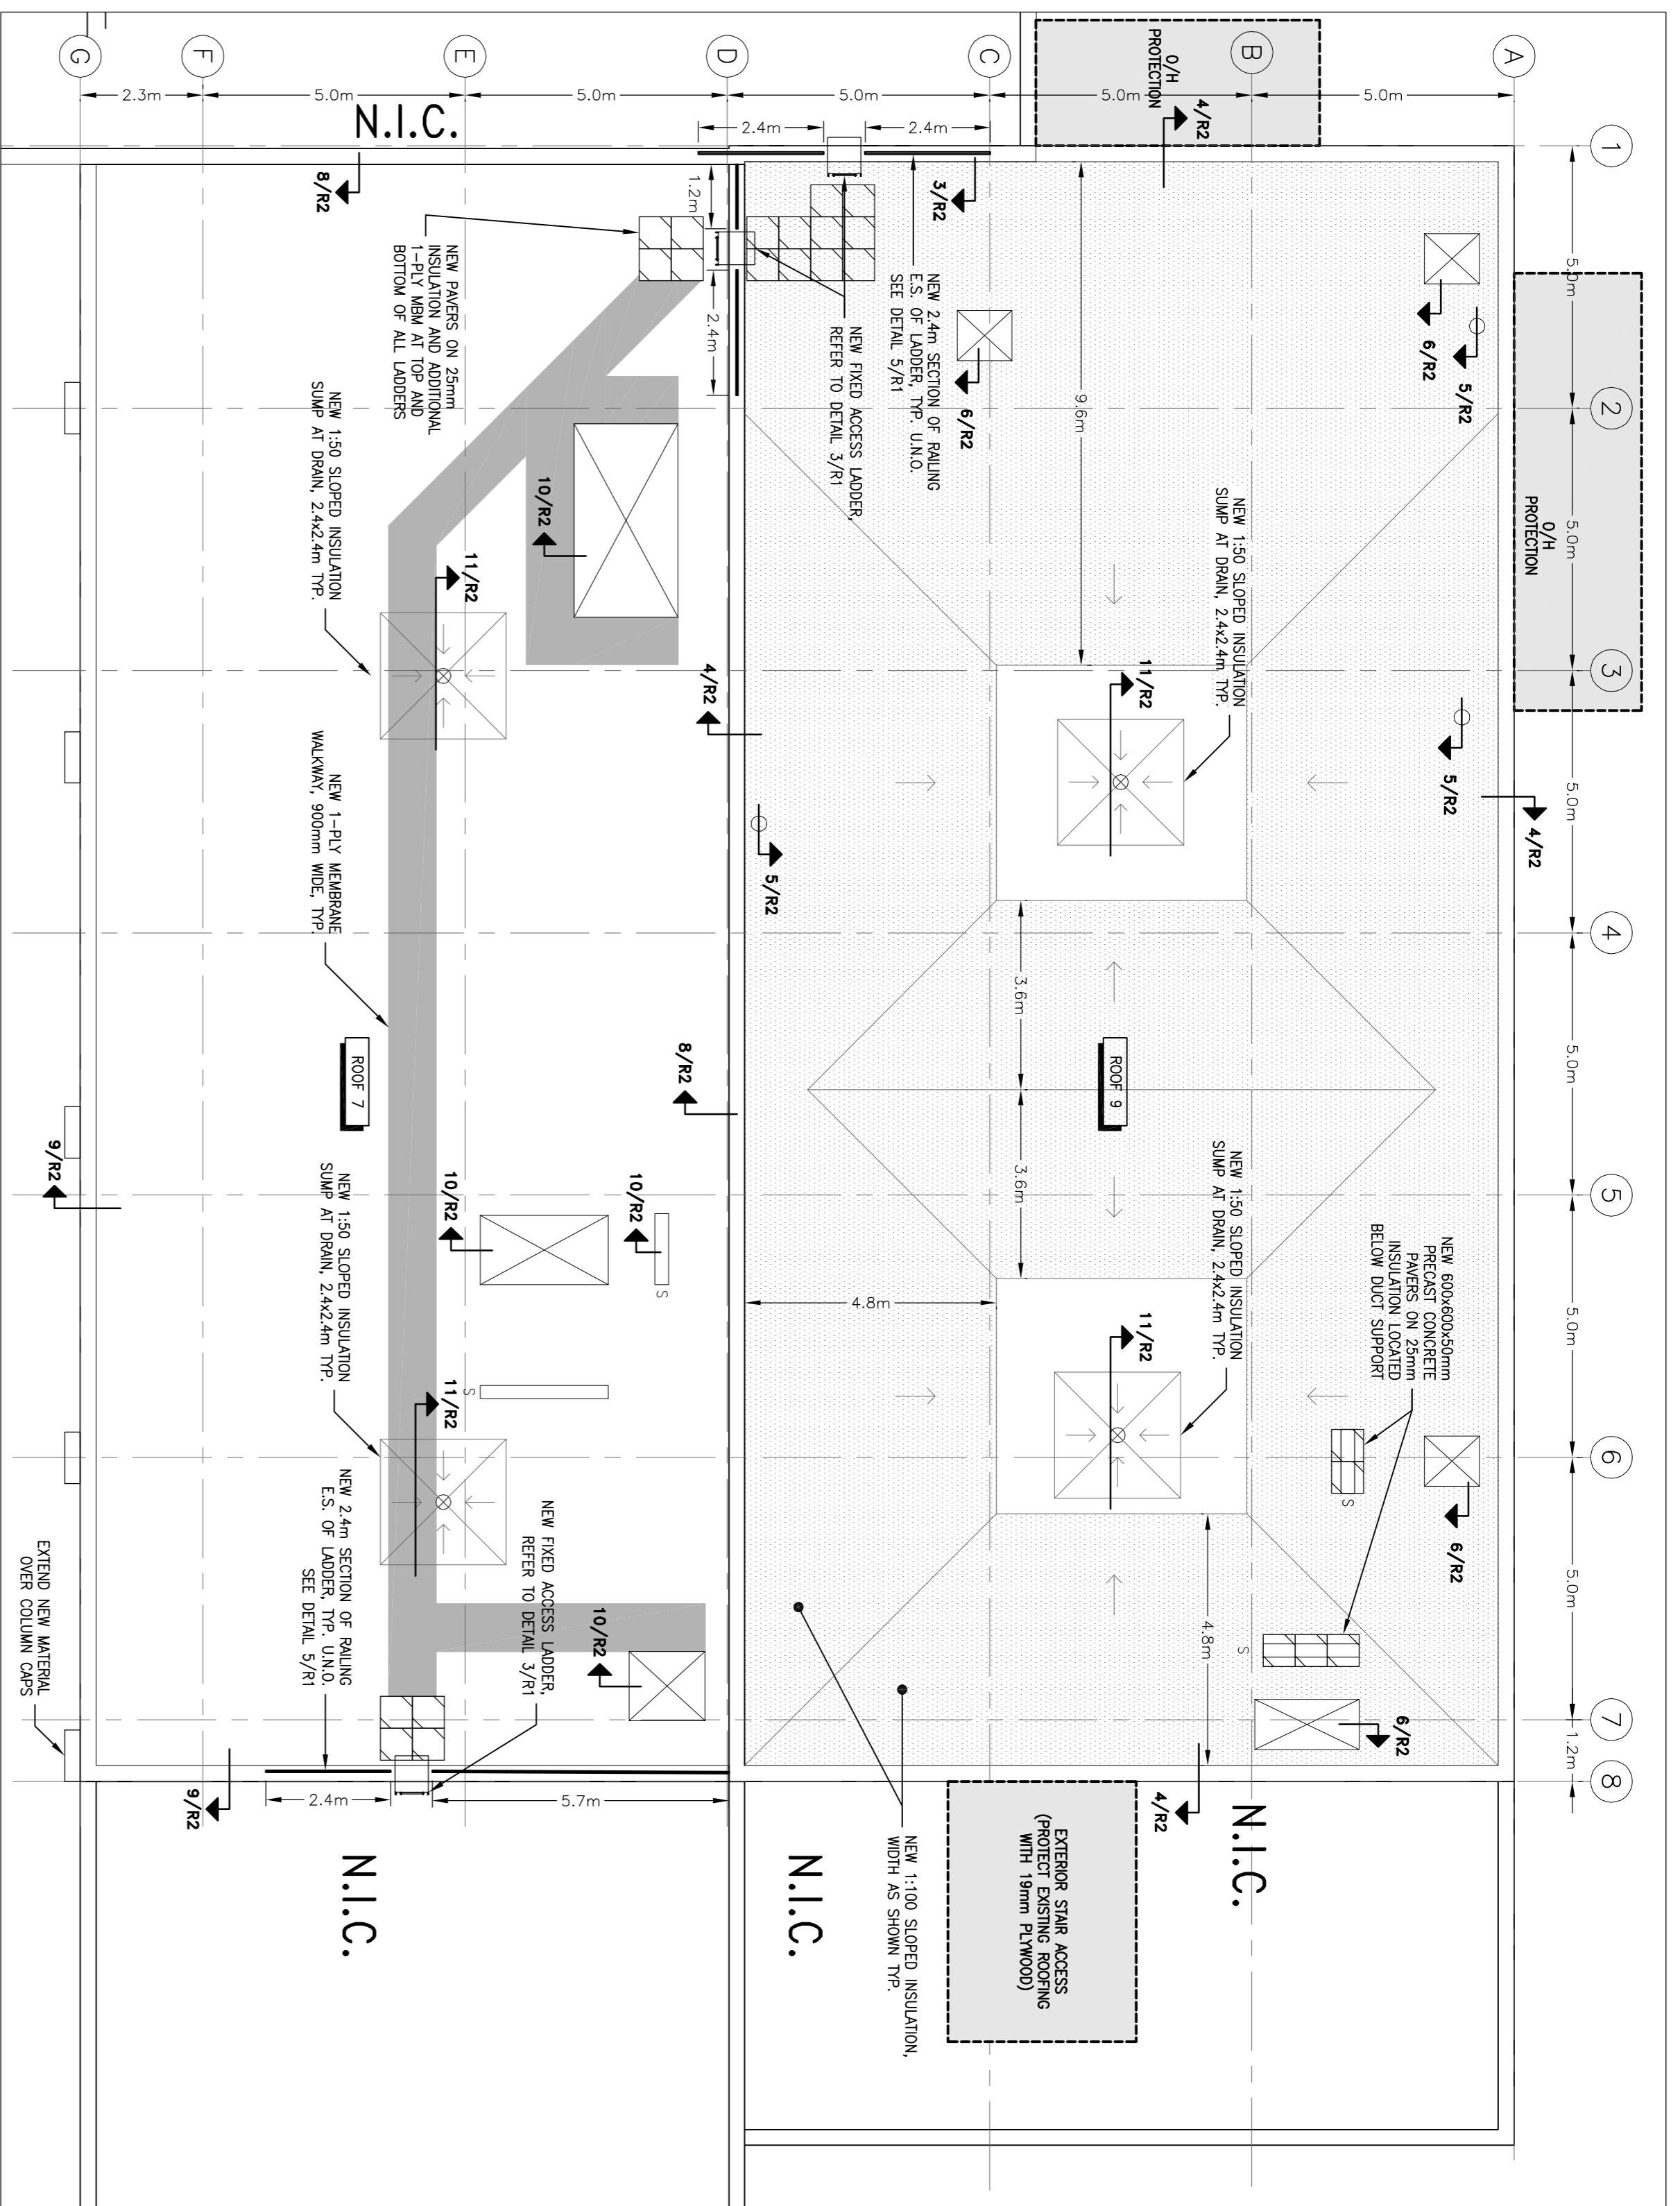 1
2
3
4
5
6
7
8
5.0m
5.0m
5.0m
5.0m
5.0m
5.0m
1.2m
A
B
C
D
E
F
G
5.0m
5.0m
5.0m
5.0m
5.0m
2.3m
O/H
PROTECTION
O/H
PROTECTION
4/R2
6/R2
5/R2
5/R2
4/R2
6/R2
6/R2
6/R2
4/R2
3/R2
9.6m
2.4m
2.4m
NEW 1:50 SLOPED INSULATION
SUMP AT DRAIN, 2.4x2.4m TYP.
11/R2
3.6m
3.6m
ROOF 9
NEW 1:50 SLOPED INSULATION
SUMP AT DRAIN, 2.4x2.4m TYP.
11/R2
4.8m
4.8m
NEW 600x600x50mm
PRECAST CONCRETE
PAVERS ON 25mm
INSULATION LOCATED
BELOW DUCT SUPPORT
S
S
NEW 2.4m SECTION OF RAILING
E.S. OF LADDER, TYP. U.N.O.
SEE DETAIL 5/R1
NEW FIXED ACCESS LADDER,
REFER TO DETAIL 3/R1
5/R2
4/R2
8/R2
N.I.C.
EXTERIOR STAIR ACCESS
(PROTECT EXISTING ROOFING
WITH 19mm PLYWOOD)
NEW 1:100 SLOPED INSULATION,
WIDTH AS SHOWN TYP.
N.I.C.
N.I.C.
8/R2
1.2m
2.4m
NEW PAVERS ON 25mm
INSULATION AND ADDITIONAL
1-PLY MBM AT TOP AND
BOTTOM OF ALL LADDERS
10/R2
11/R2
NEW 1:50 SLOPED INSULATION
SUMP AT DRAIN, 2.4x2.4m TYP.
NEW 1-PLY MEMBRANE
WALKWAY, 900mm WIDE, TYP.
ROOF 7
10/R2
S
10/R2
S
11/R2
NEW 1:50 SLOPED INSULATION
SUMP AT DRAIN, 2.4x2.4m TYP.
NEW FIXED ACCESS LADDER,
REFER TO DETAIL 3/R1
10/R2
NEW 2.4m SECTION OF RAILING
E.S. OF LADDER, TYP. U.N.O.
SEE DETAIL 5/R1
5.7m
2.4m
N.I.C.
9/R2
9/R2
EXTEND NEW MATERIAL
OVER COLUMN CAPS